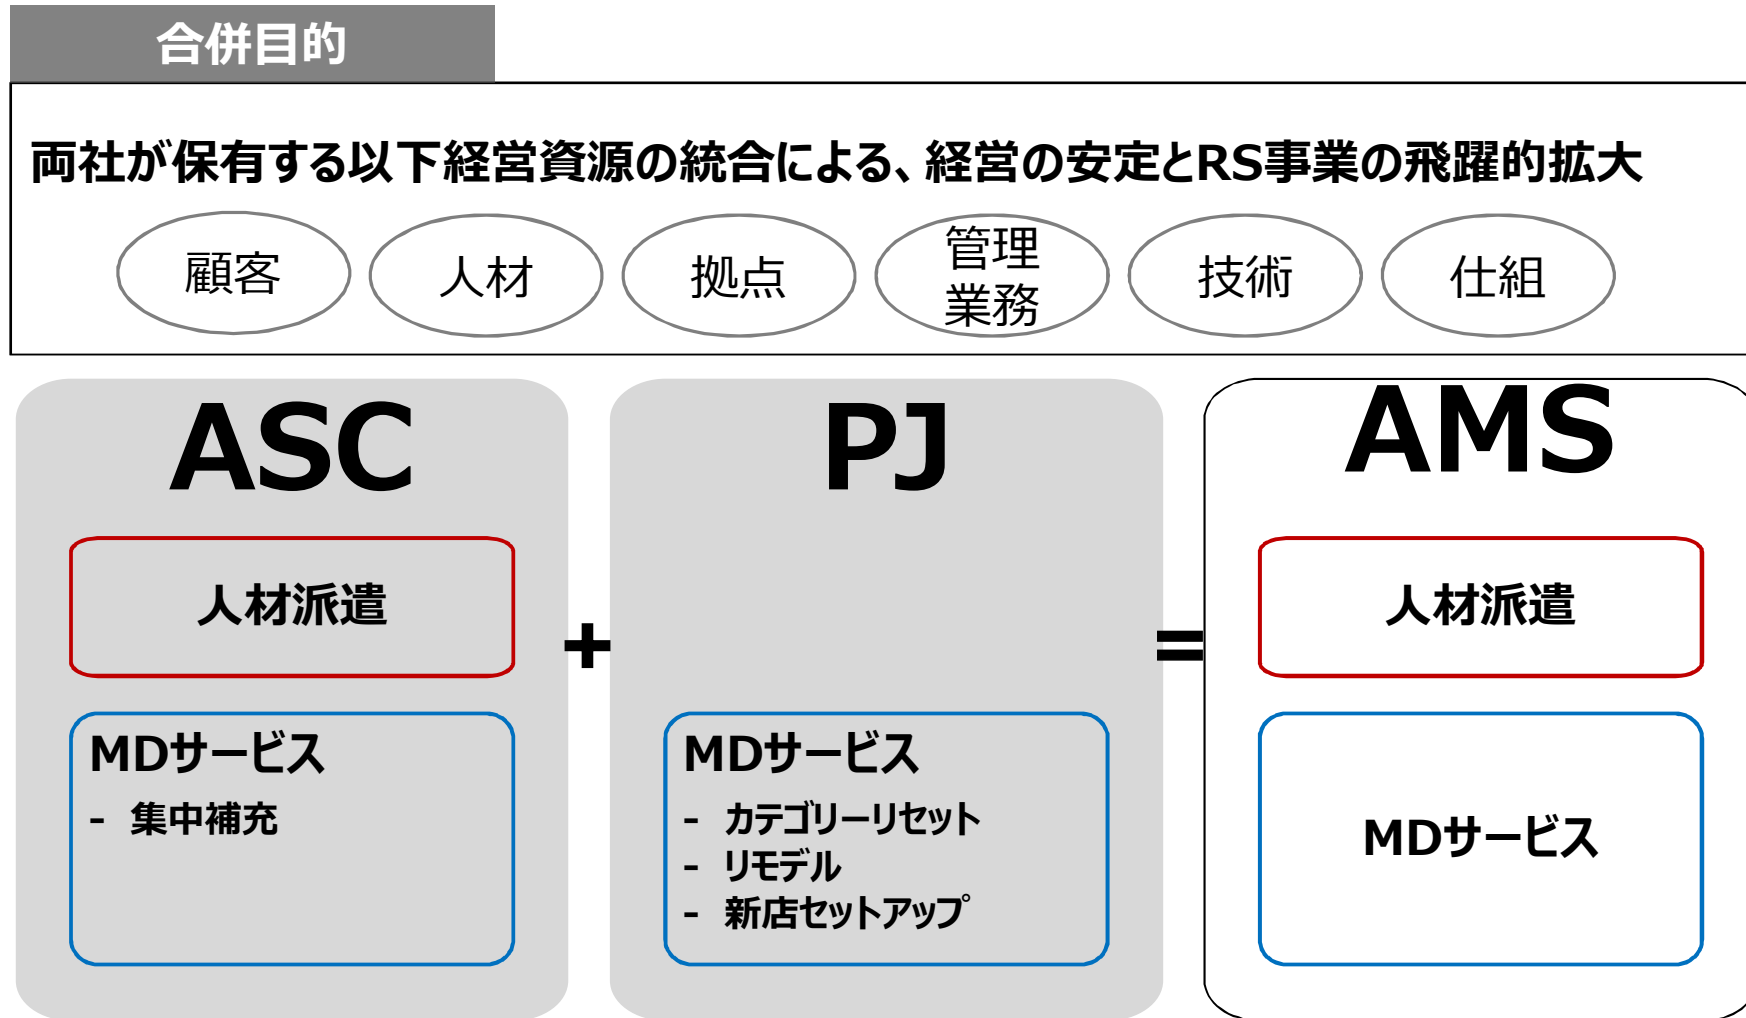 合併目的
両社が保有する以下経営資源の統合による、経営の安定とRS事業の飛躍的拡大
顧客
人材
拠点
管理
業務
技術
仕組
ASC
人材派遣
MDサービス
- 集中補充
+
PJ
MDサービス
- カテゴリーリセット
- リモデル
- 新店セットアップ
=
AMS
人材派遣
MDサービス